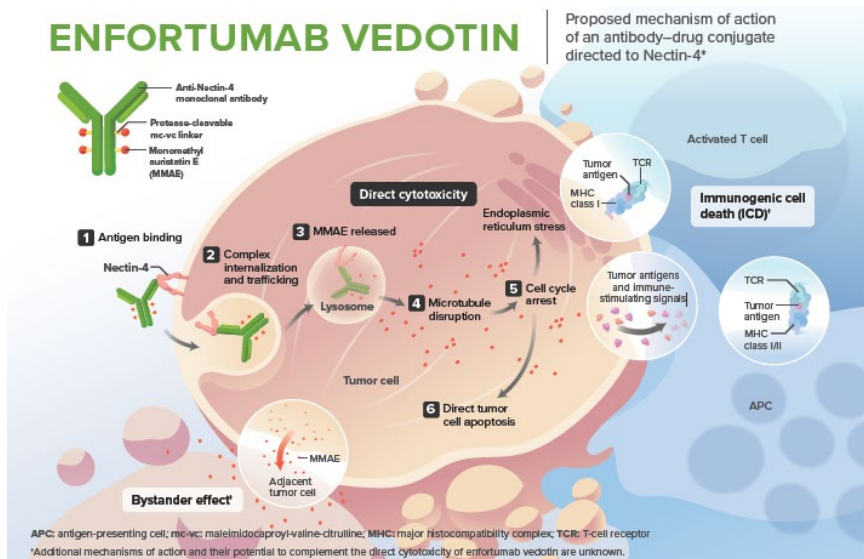 ENFORTUMAB VEDOTIN
Proposed mechanism of action
of an antibody–drug conjugate
directed to Nectin-4*
Anti-Nectin-4
monoclonal antibody
Protease-cleavable
mc-vc linker
Monomethyl
auristatin E
(MMAE)
Activated T cell
Tumor
antigen
TCR
MHC
class I
Immunogenic cell
death (ICD)†
Direct cytotoxicity
Endoplasmic
reticulum stress
1 Antigen binding
Nectin-4
2 Complex
internalization
and trafficking
3 MMAE released
Lysosome
4 Microtubule
disruption
5 Cell cycle
arrest
Tumor antigens
and immune-
stimulating signals
TCR
Tumor
antigen
MHC
class I/II
Tumor cell
6 Direct tumor
cell apoptosis
APC
MMAE
Adjacent
tumor cell
Bystander effect†
APC: antigen-presenting cell; mc-vc: maleimidocaproyl-valine-citrulline; MHC: major histocompatibility complex; TCR: T-cell receptor
†Additional mechanisms of action and their potential to complement the direct cytotoxicity of enfortumab vedotin are unknown.